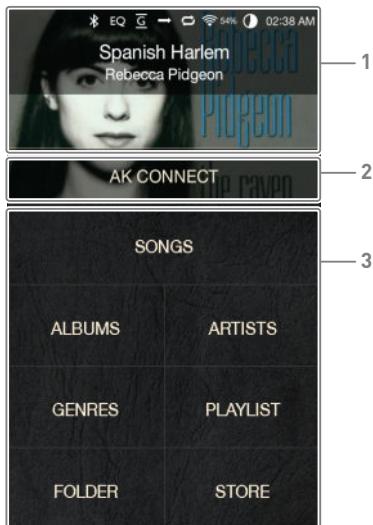 EQ G 54% 02:38 AM
Spanish Harlem
Rebecca Pidgeon
Rebecca
Pidgeon
1
AK CONNECT
the raven
2
SONGS
3
ALBUMS ARTISTS
GENRES PLAYLIST
FOLDER STORE